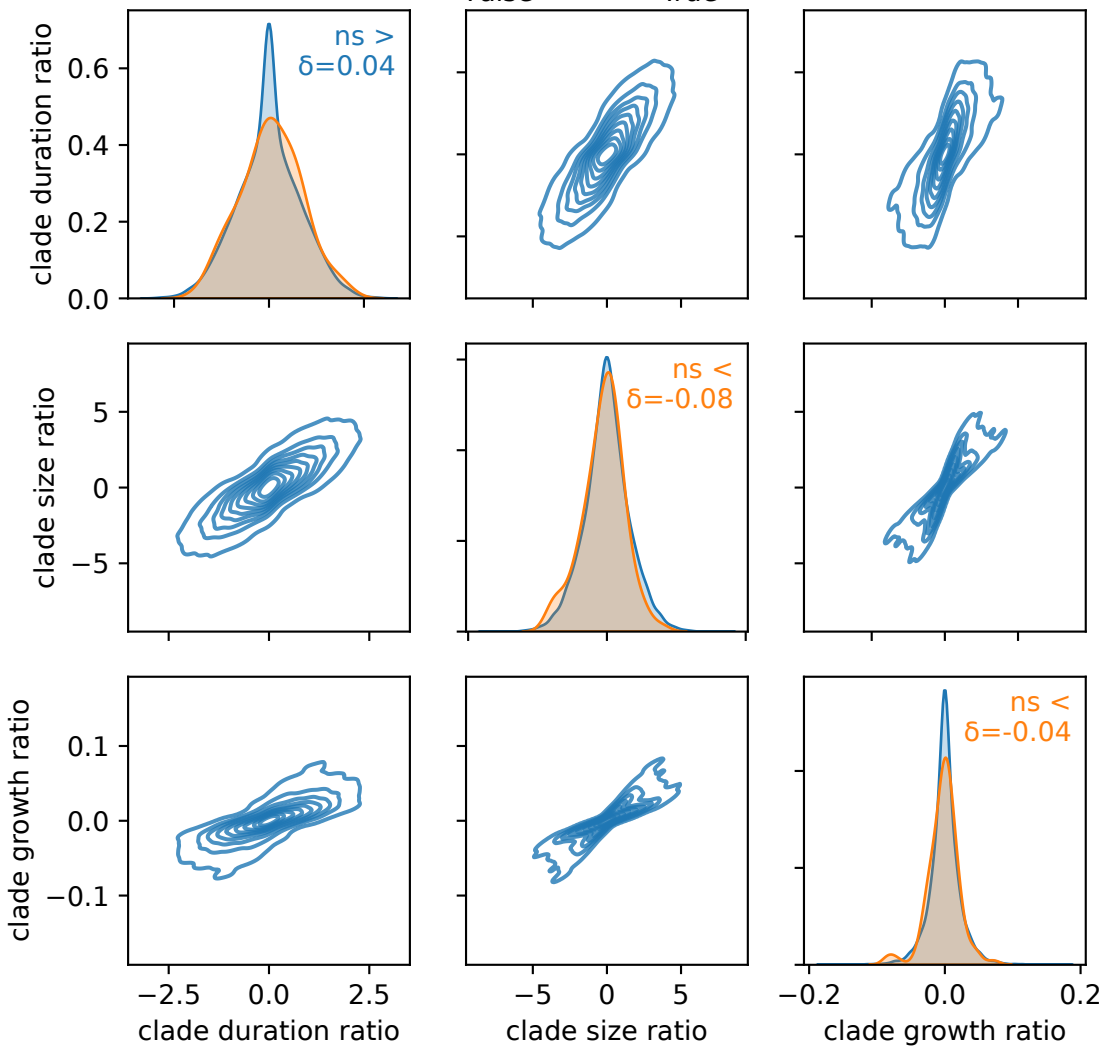 clade duration ratio
0.6
0.4
0.2
0.0
ns >
δ=0.04
clade size ratio
5
0
−5
ns <
δ=-0.08
clade growth ratio
0.1
0.0
−0.1
ns <
δ=-0.04
−2.5 0.0 2.5
−5 0 5
−0.2 0.0 0.2
clade duration ratio
clade size ratio
clade growth ratio